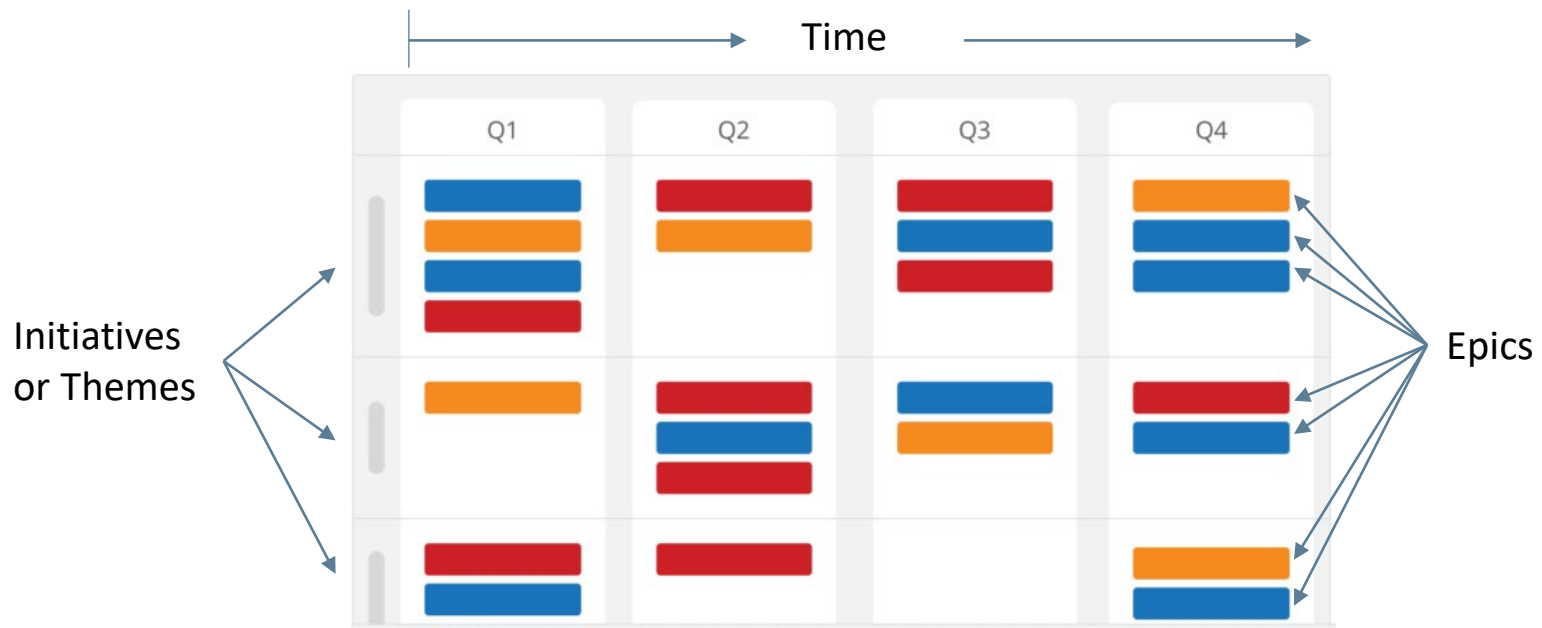 Time
Q1
Q2
Q3
Q4
Initiatives
or Themes
Epics